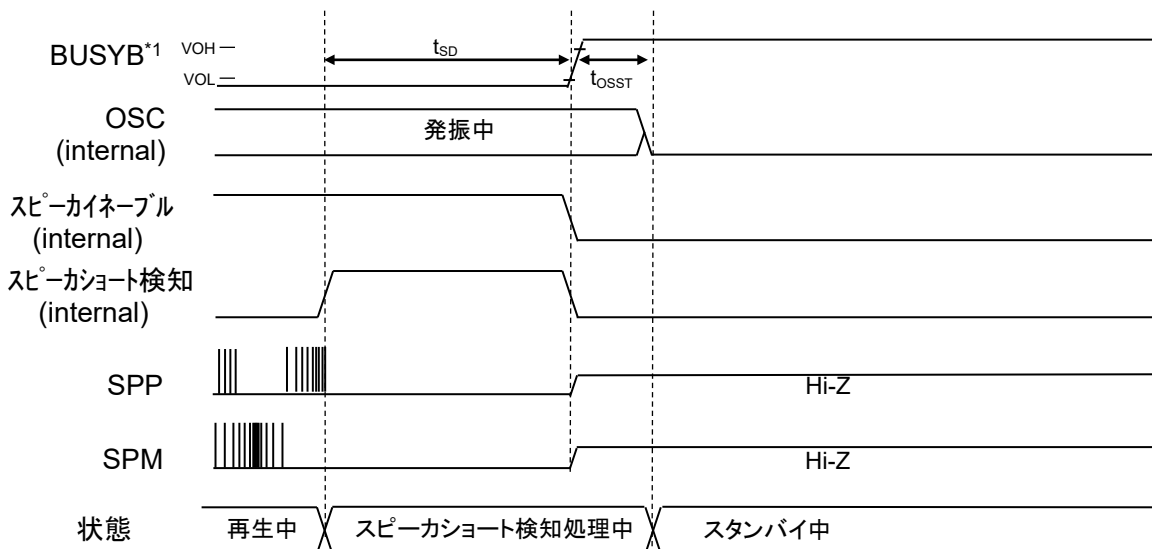 BUSYB*1 VOH VOL tSD tOSST
OSC
(internal)
発振中
スピーカイネーブル
(internal)
スピーカショート検知
(internal)
SPP Hi-Z
SPM Hi-Z
状態 再生中 スピーカショート検知処理中 スタンバイ中